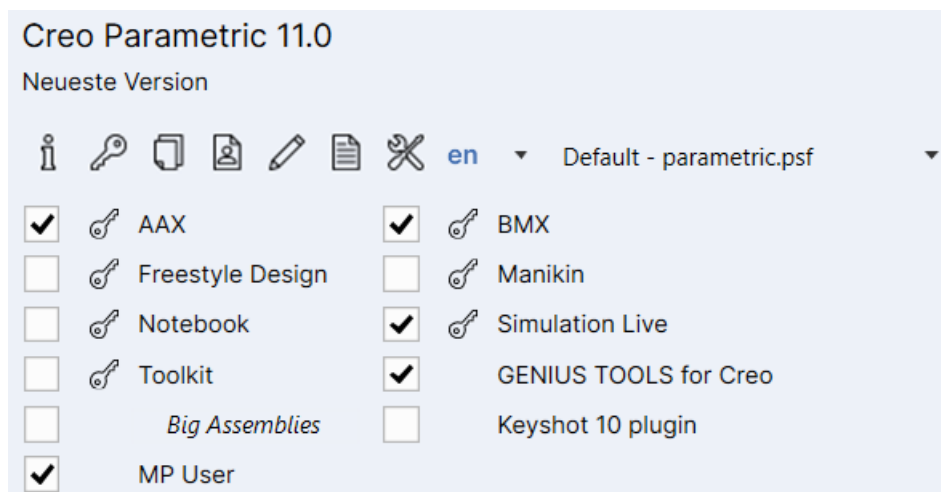 Creo Parametric 11.0
Neueste Version
en Default - parametric.psf
AAX BMX
Freestyle Design Manikin
Notebook Simulation Live
Toolkit GENIUS TOOLS for Creo
Big Assemblies Keyshot 10 plugin
MP User